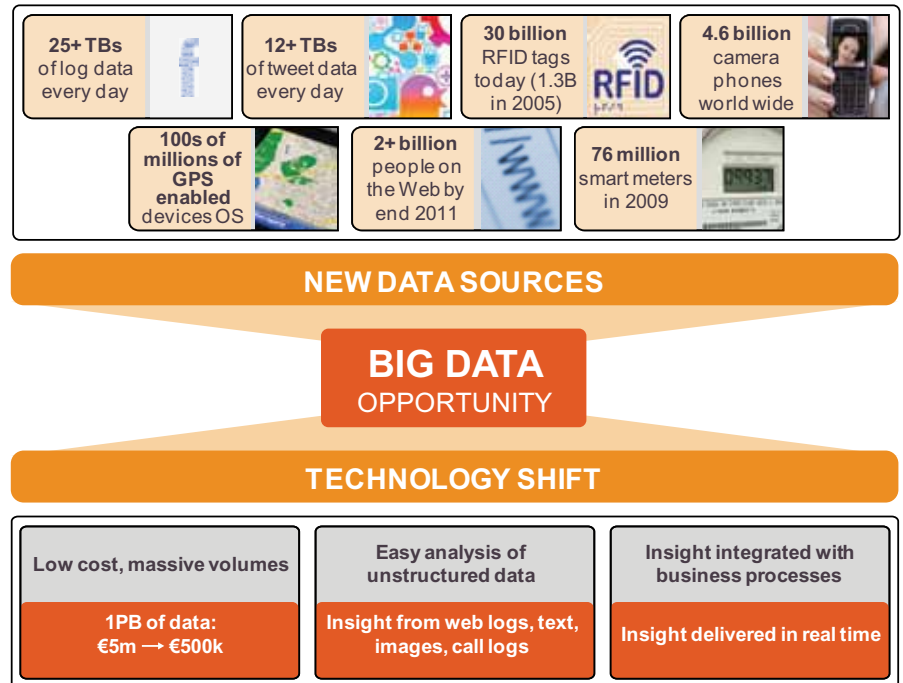 25+ TBs
of log data
every day
12+ TBs
of tweet data
every day
30 billion
RFID tags
today (1.3B
in 2005)
RFID
4.6 billion
camera
phones
world wide
100s of
millions of
GPS
enabled
devices OS
2+ billion
people on
the Web by
end 2011
/www
76 million
smart meters
in 2009
NEW DATA SOURCES
BIG DATA
OPPORTUNITY
TECHNOLOGY SHIFT
Low cost, massive volumes
1PB of data:
€5m → €500k
Easy analysis of
unstructured data
Insight from web logs, text,
images, call logs
Insight integrated with
business processes
Insight delivered in real time